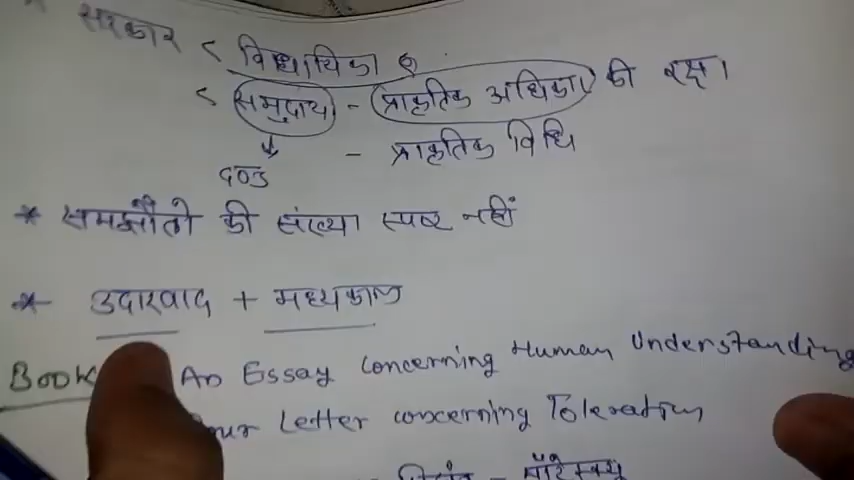 सरकार < विधायिका
< समुदाय - प्राकृतिक अधिकार की रक्षा
↓ - प्राकृतिक विधि
दण्ड
* समझौतो की संख्या स्पष्ट नहीं
* उदारवाद + मध्यकाल
Book An Essay Concerning Human Understanding
our Letter concerning Toleration
- मॉटेस्क्यू